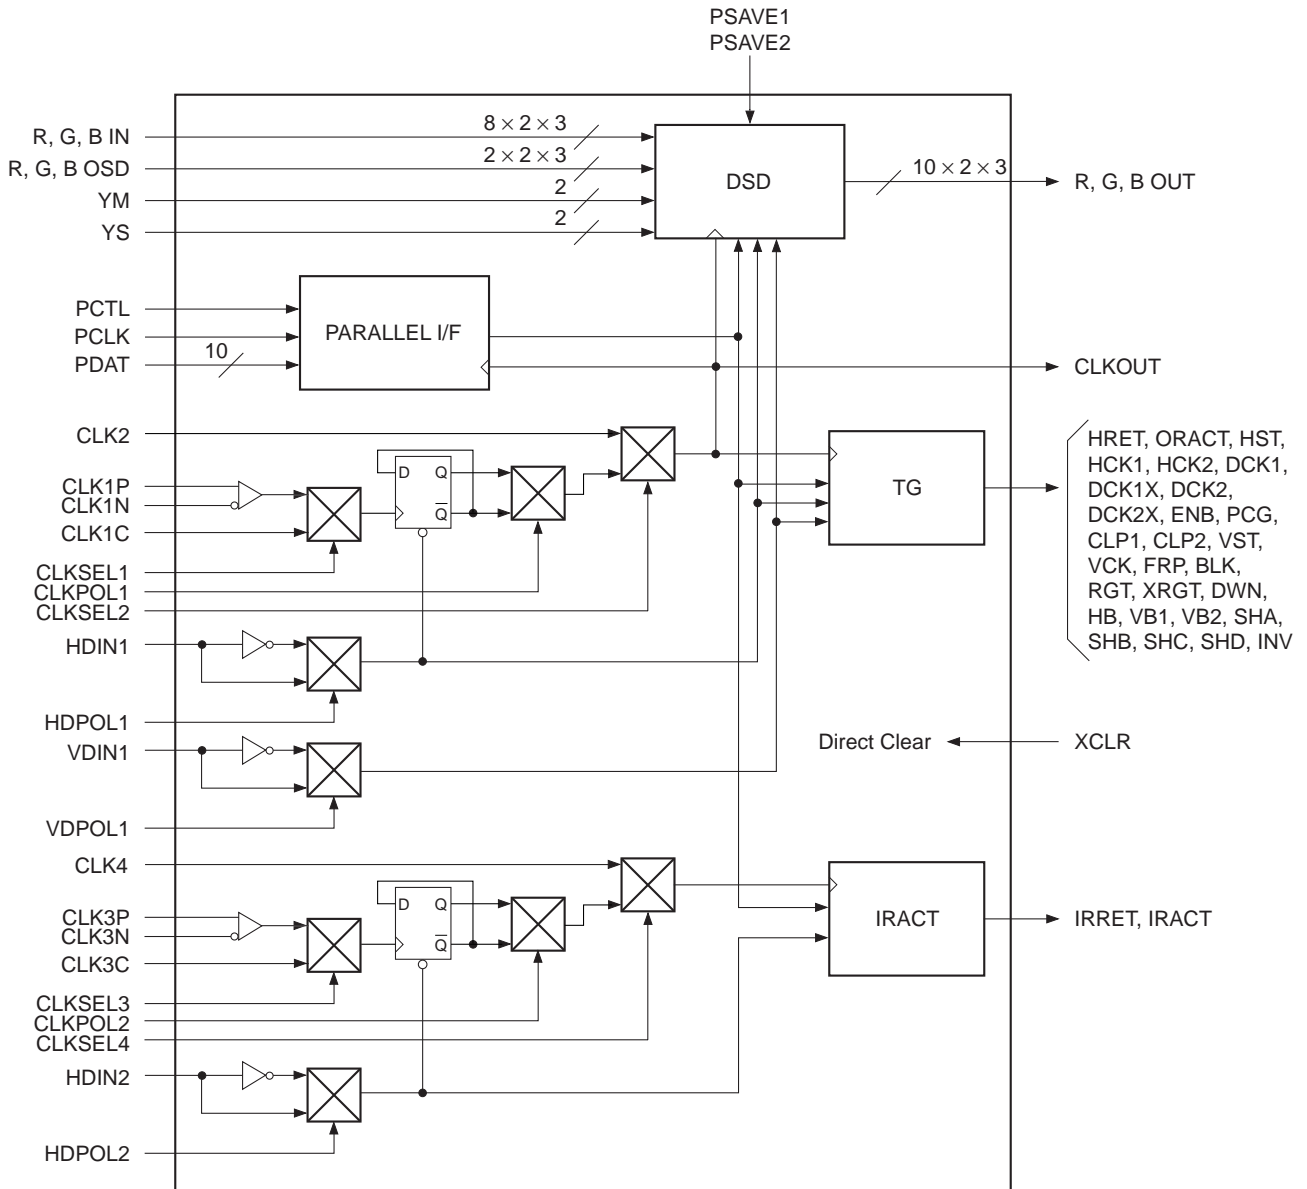 PSAVE1
PSAVE2
R, G, B IN
8 × 2 × 3
R, G, B OSD
2 × 2 × 3
YM
2
YS
2
DSD
10 × 2 × 3
R, G, B OUT
PCTL
PCLK
PDAT
10
PARALLEL I/F
CLKOUT
CLK2
CLK1P
CLK1N
CLK1C
CLKSEL1
CLKPOL1
CLKSEL2
D
Q
Q̅
TG
HRET, ORACT, HST,
HCK1, HCK2, DCK1,
DCK1X, DCK2,
DCK2X, ENB, PCG,
CLP1, CLP2, VST,
VCK, FRP, BLK,
RGT, XRGT, DWN,
HB, VB1, VB2, SHA,
SHB, SHC, SHD, INV
HDIN1
HDPOL1
VDIN1
VDPOL1
Direct Clear
XCLR
CLK4
CLK3P
CLK3N
CLK3C
CLKSEL3
CLKPOL2
CLKSEL4
D
Q
Q̅
IRACT
IRRET, IRACT
HDIN2
HDPOL2